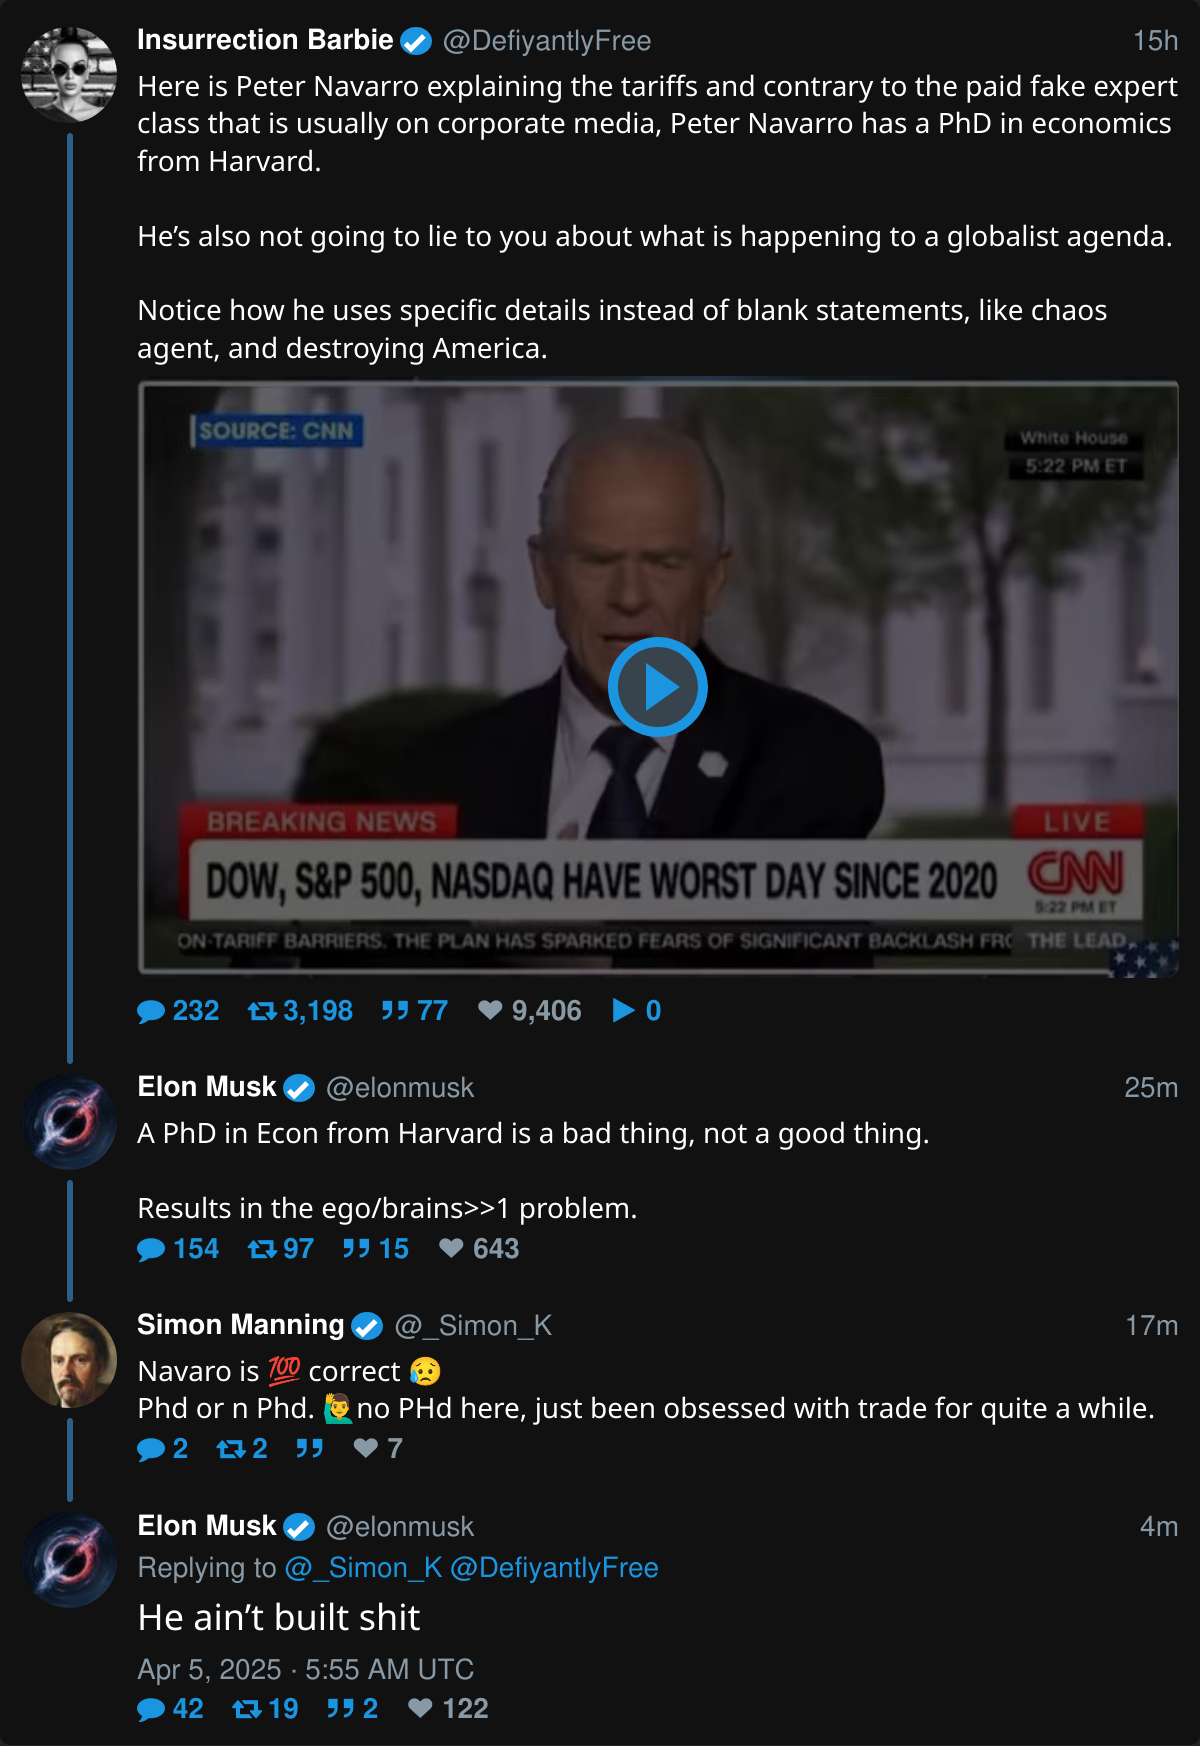 Insurrection Barbie @DefiyantlyFree 15h
Here is Peter Navarro explaining the tariffs and contrary to the paid fake expert
class that is usually on corporate media, Peter Navarro has a PhD in economics
from Harvard.
He’s also not going to lie to you about what is happening to a globalist agenda.
Notice how he uses specific details instead of blank statements, like chaos
agent, and destroying America.
SOURCE: CNN
White House
5:22 PM ET
BREAKING NEWS
LIVE
DOW, S&P 500, NASDAQ HAVE WORST DAY SINCE 2020
CNN
5:22 PM ET
ON-TARIFF BARRIERS. THE PLAN HAS SPARKED FEARS OF SIGNIFICANT BACKLASH FRO THE LEAD
232 3,198 77 9,406 0
Elon Musk @elonmusk 25m
A PhD in Econ from Harvard is a bad thing, not a good thing.
Results in the ego/brains>>1 problem.
154 97 15 643
Simon Manning @_Simon_K 17m
Navaro is 💯 correct 😥
Phd or n Phd. 🙋‍♂️no PHd here, just been obsessed with trade for quite a while.
2 2 7
Elon Musk @elonmusk 4m
Replying to @_Simon_K @DefiyantlyFree
He ain’t built shit
Apr 5, 2025 · 5:55 AM UTC
42 19 2 122